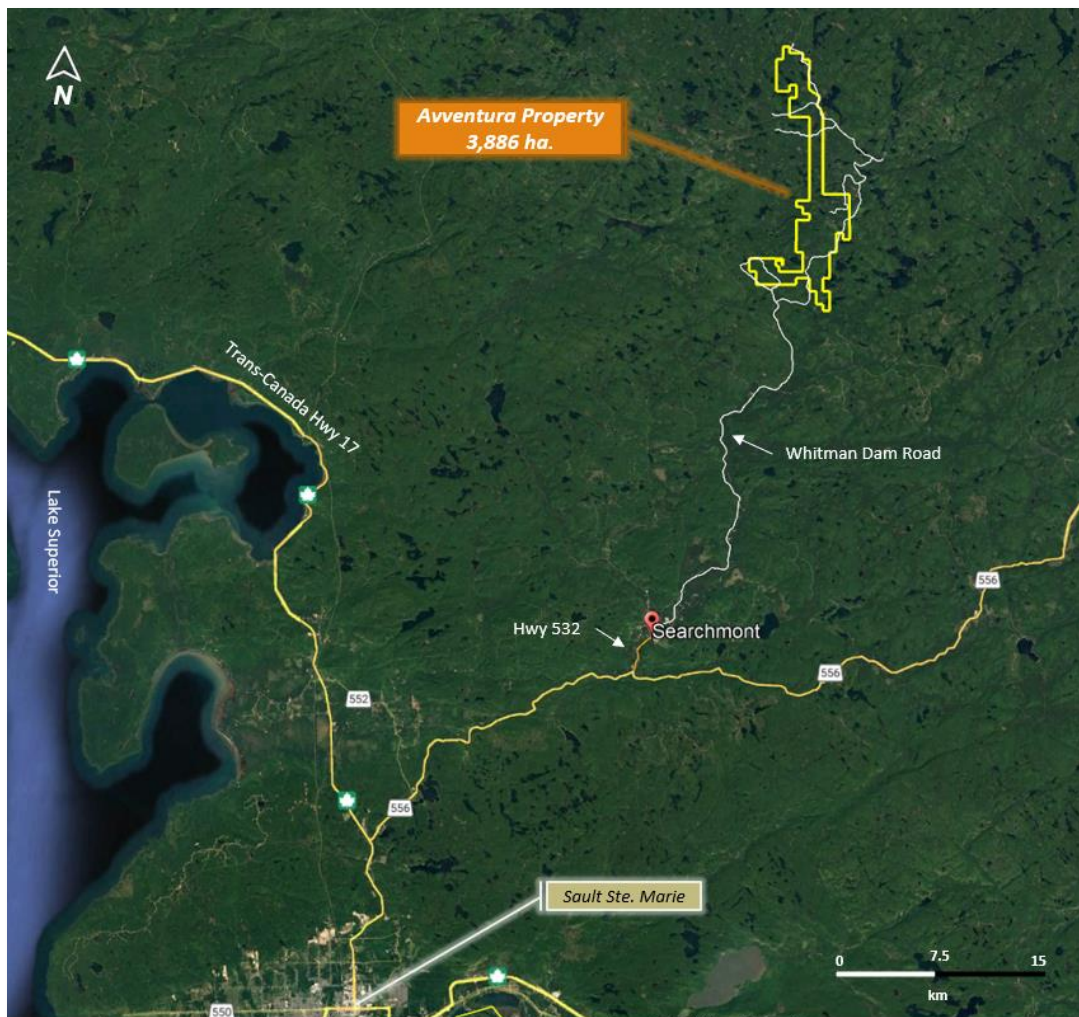 N
Avventura Property
3,886 ha.
Trans-Canada Hwy 17
Whitman Dam Road
Lake Superior
556
Hwy 532
Searchmont
556
552
556
Sault Ste. Marie
0
7.5
15
km
550